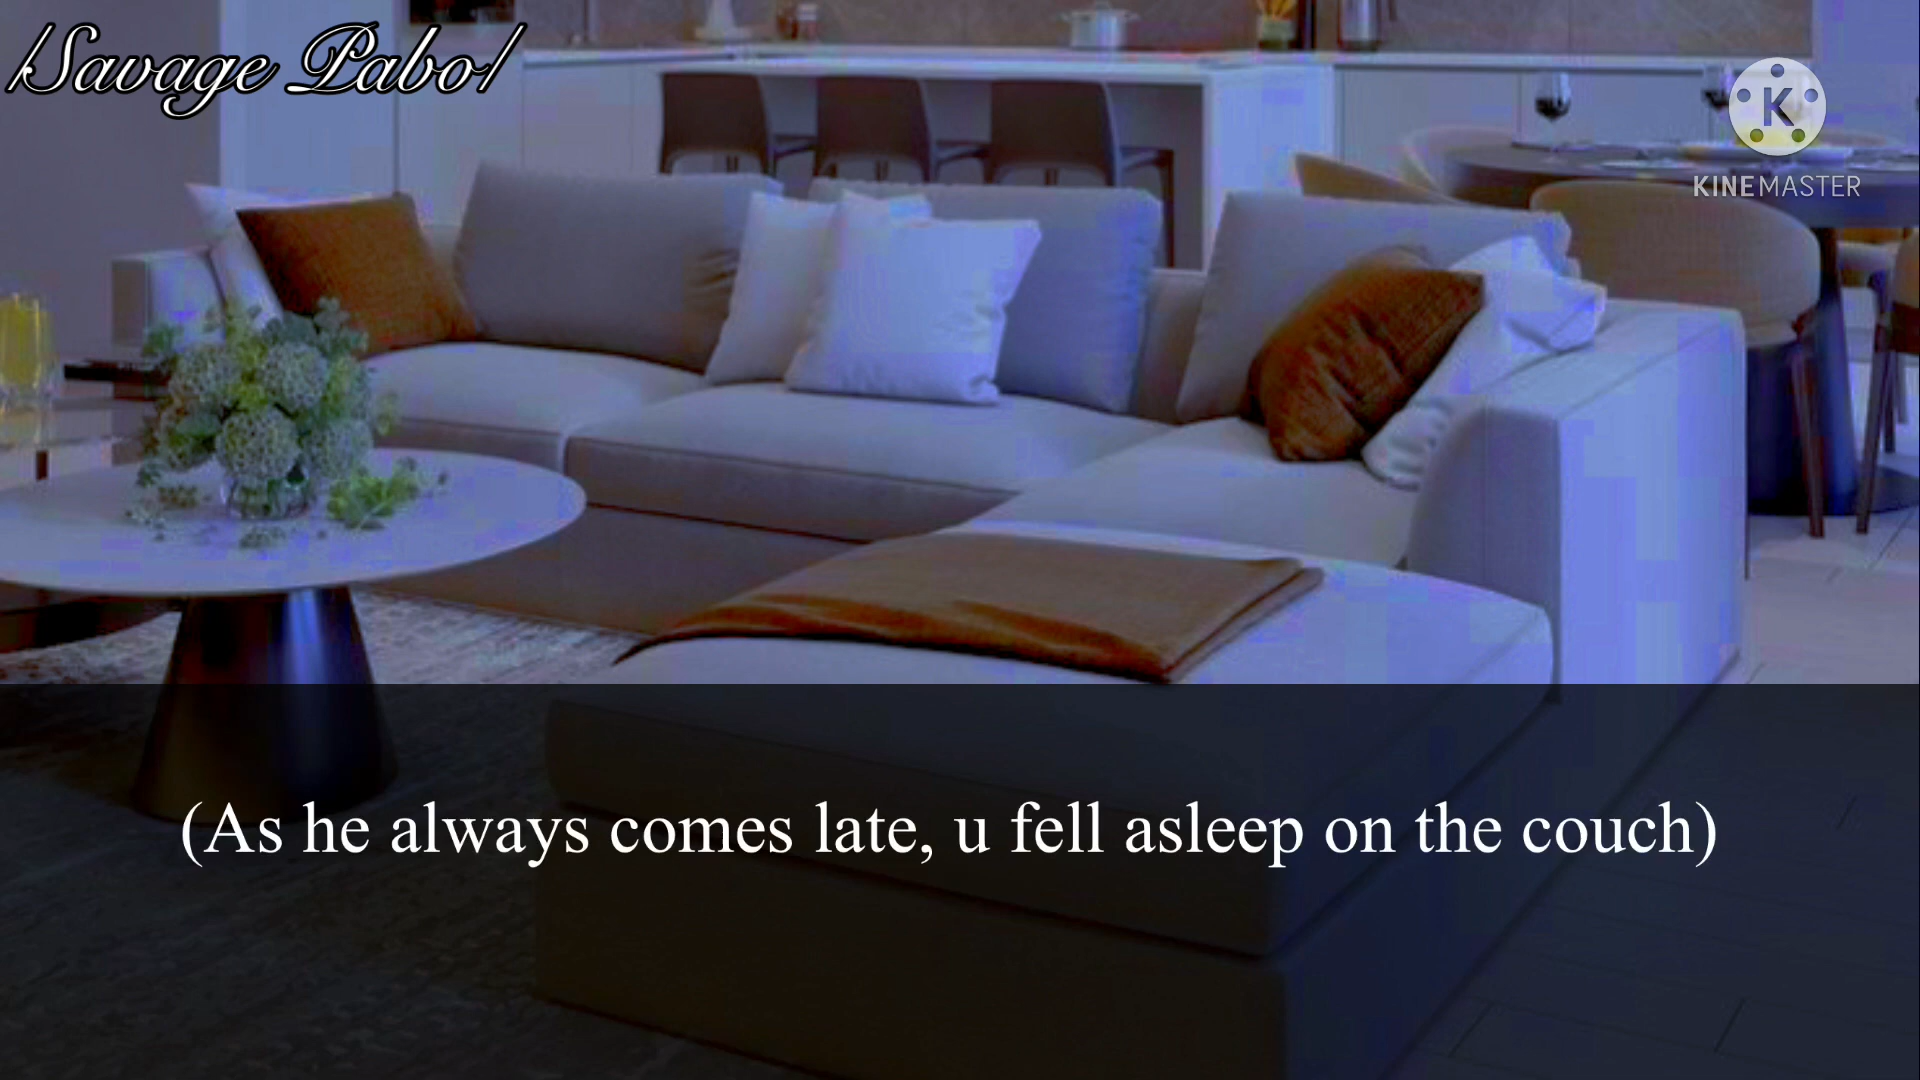 /Savage Pabo/
K
KINEMASTER
(As he always comes late, u fell asleep on the couch)